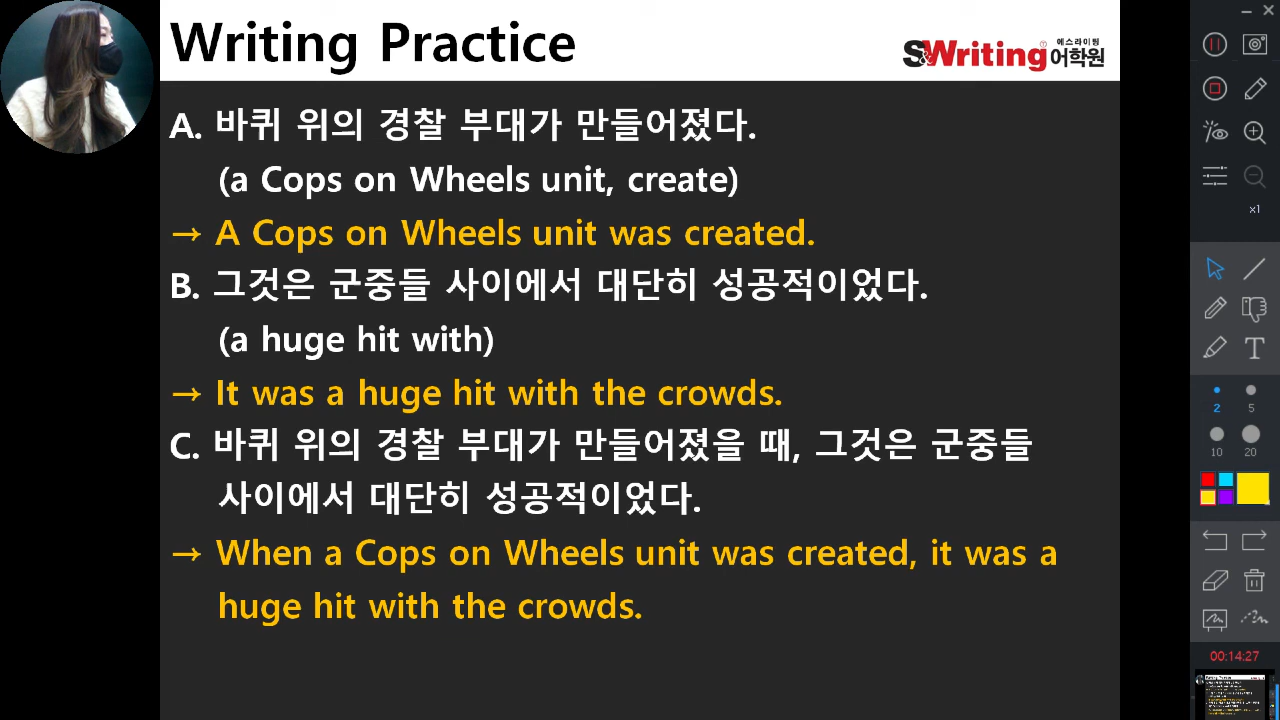 Writing Practice
S&Writing 에스라이팅 어학원
A. 바퀴 위의 경찰 부대가 만들어졌다.
(a Cops on Wheels unit, create)
→ A Cops on Wheels unit was created.
B. 그것은 군중들 사이에서 대단히 성공적이었다.
(a huge hit with)
→ It was a huge hit with the crowds.
C. 바퀴 위의 경찰 부대가 만들어졌을 때, 그것은 군중들
사이에서 대단히 성공적이었다.
→ When a Cops on Wheels unit was created, it was a
huge hit with the crowds.
x1
T
2 5
10 20
00:14:27